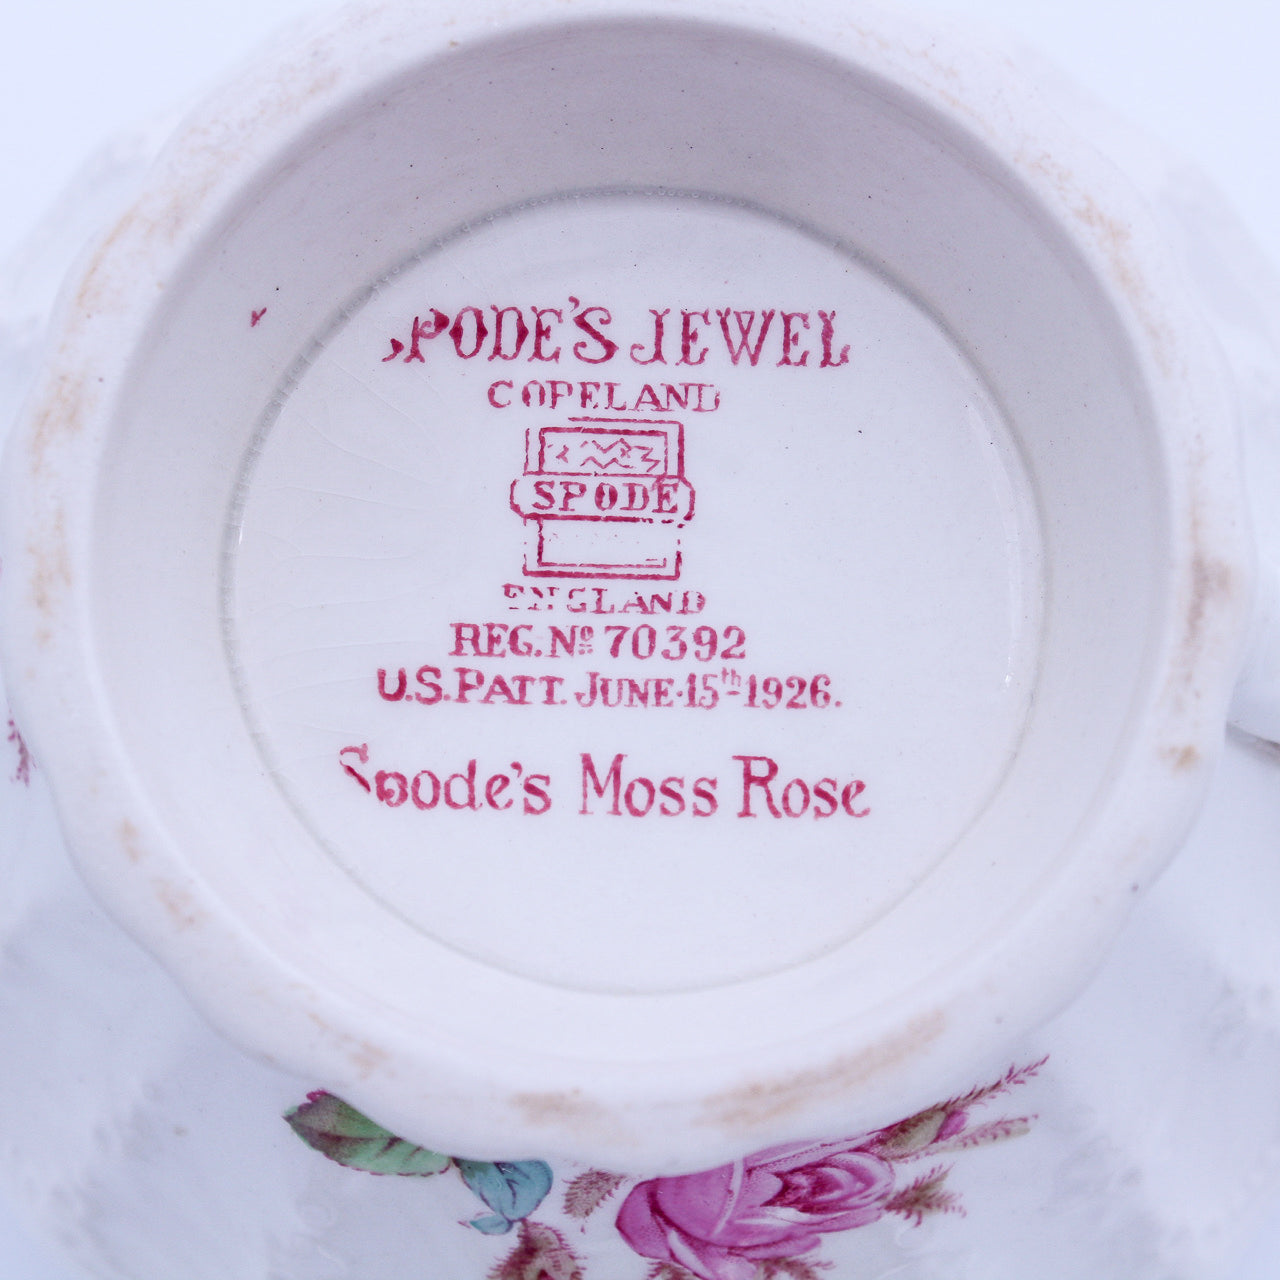 SPODE'S JEWEL
COPELAND
SPODE
ENGLAND
REG. Nº 70392
U.S. PATT. JUNE·15th 1926.
Spode's Moss Rose